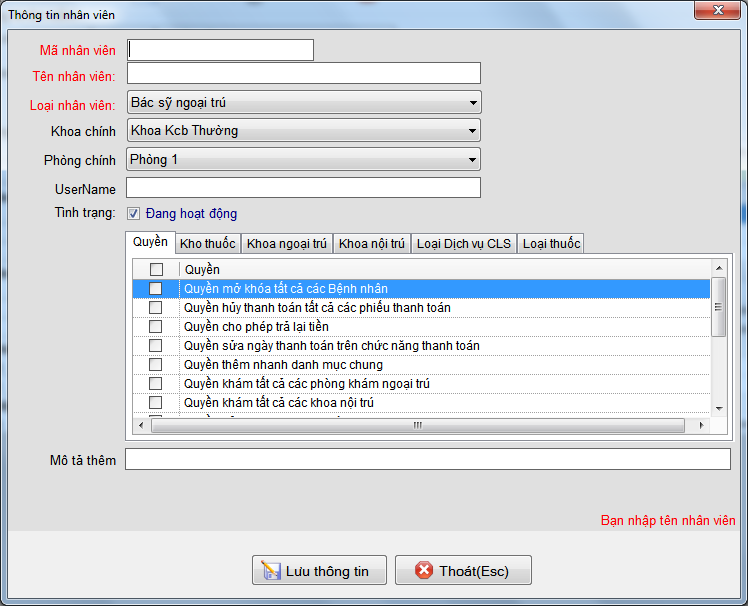 Thông tin nhân viên
Mã nhân viên
Tên nhân viên:
Loại nhân viên: Bác sỹ ngoại trú
Khoa chính Khoa Kcb Thường
Phòng chính Phòng 1
UserName
Tình trạng: Đang hoạt động
Quyền Kho thuốc Khoa ngoại trú Khoa nội trú Loại Dịch vụ CLS Loại thuốc
Quyền
Quyền mở khóa tất cả các Bệnh nhân
Quyền hủy thanh toán tất cả các phiếu thanh toán
Quyền cho phép trả lại tiền
Quyền sửa ngày thanh toán trên chức năng thanh toán
Quyền thêm nhanh danh mục chung
Quyền khám tất cả các phòng khám ngoại trú
Quyền khám tất cả các khoa nội trú
Mô tả thêm
Bạn nhập tên nhân viên
Lưu thông tin Thoát(Esc)